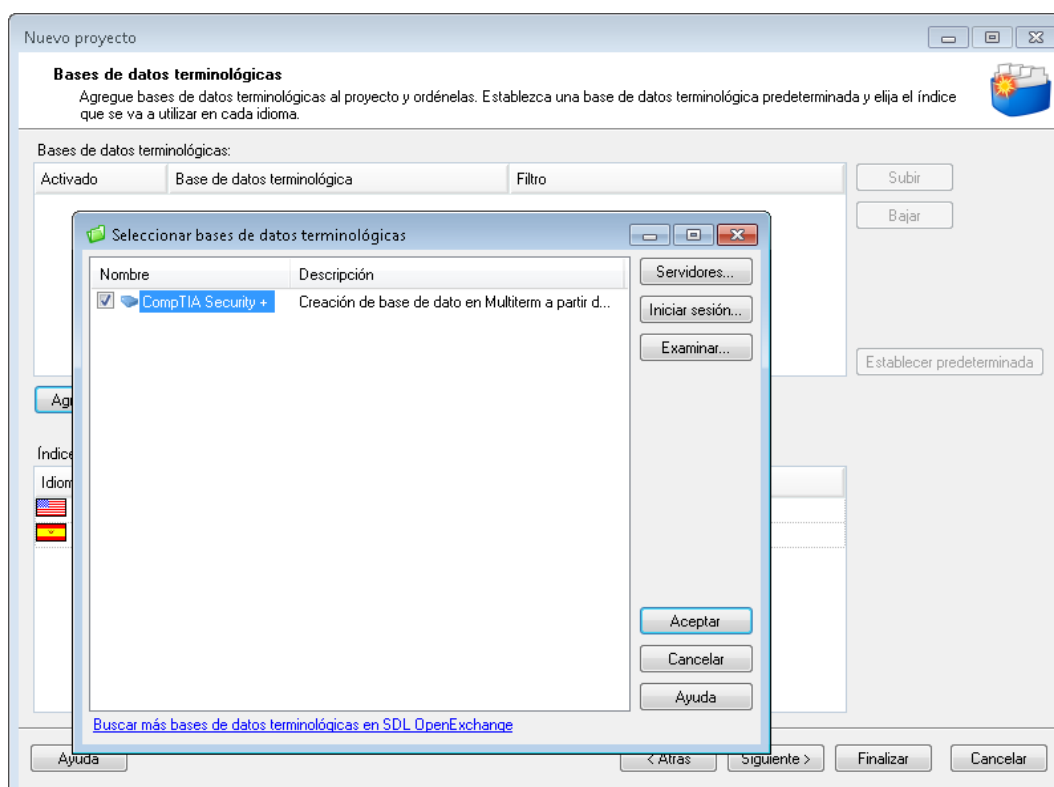 Nuevo proyecto
Bases de datos terminológicas
Agregue bases de datos terminológicas al proyecto y ordénelas. Establezca una base de datos terminológica predeterminada y elija el índice
que se va a utilizar en cada idioma.
Bases de datos terminológicas:
Activado Base de datos terminológica Filtro
Subir
Bajar
Establecer predeterminada
Seleccionar bases de datos terminológicas
Nombre Descripción
CompTIA Security + Creación de base de dato en Multiterm a partir d...
Servidores...
Iniciar sesión...
Examinar...
Aceptar
Cancelar
Ayuda
Buscar más bases de datos terminológicas en SDL OpenExchange
Índice
Ayuda < Atrás Siguiente > Finalizar Cancelar